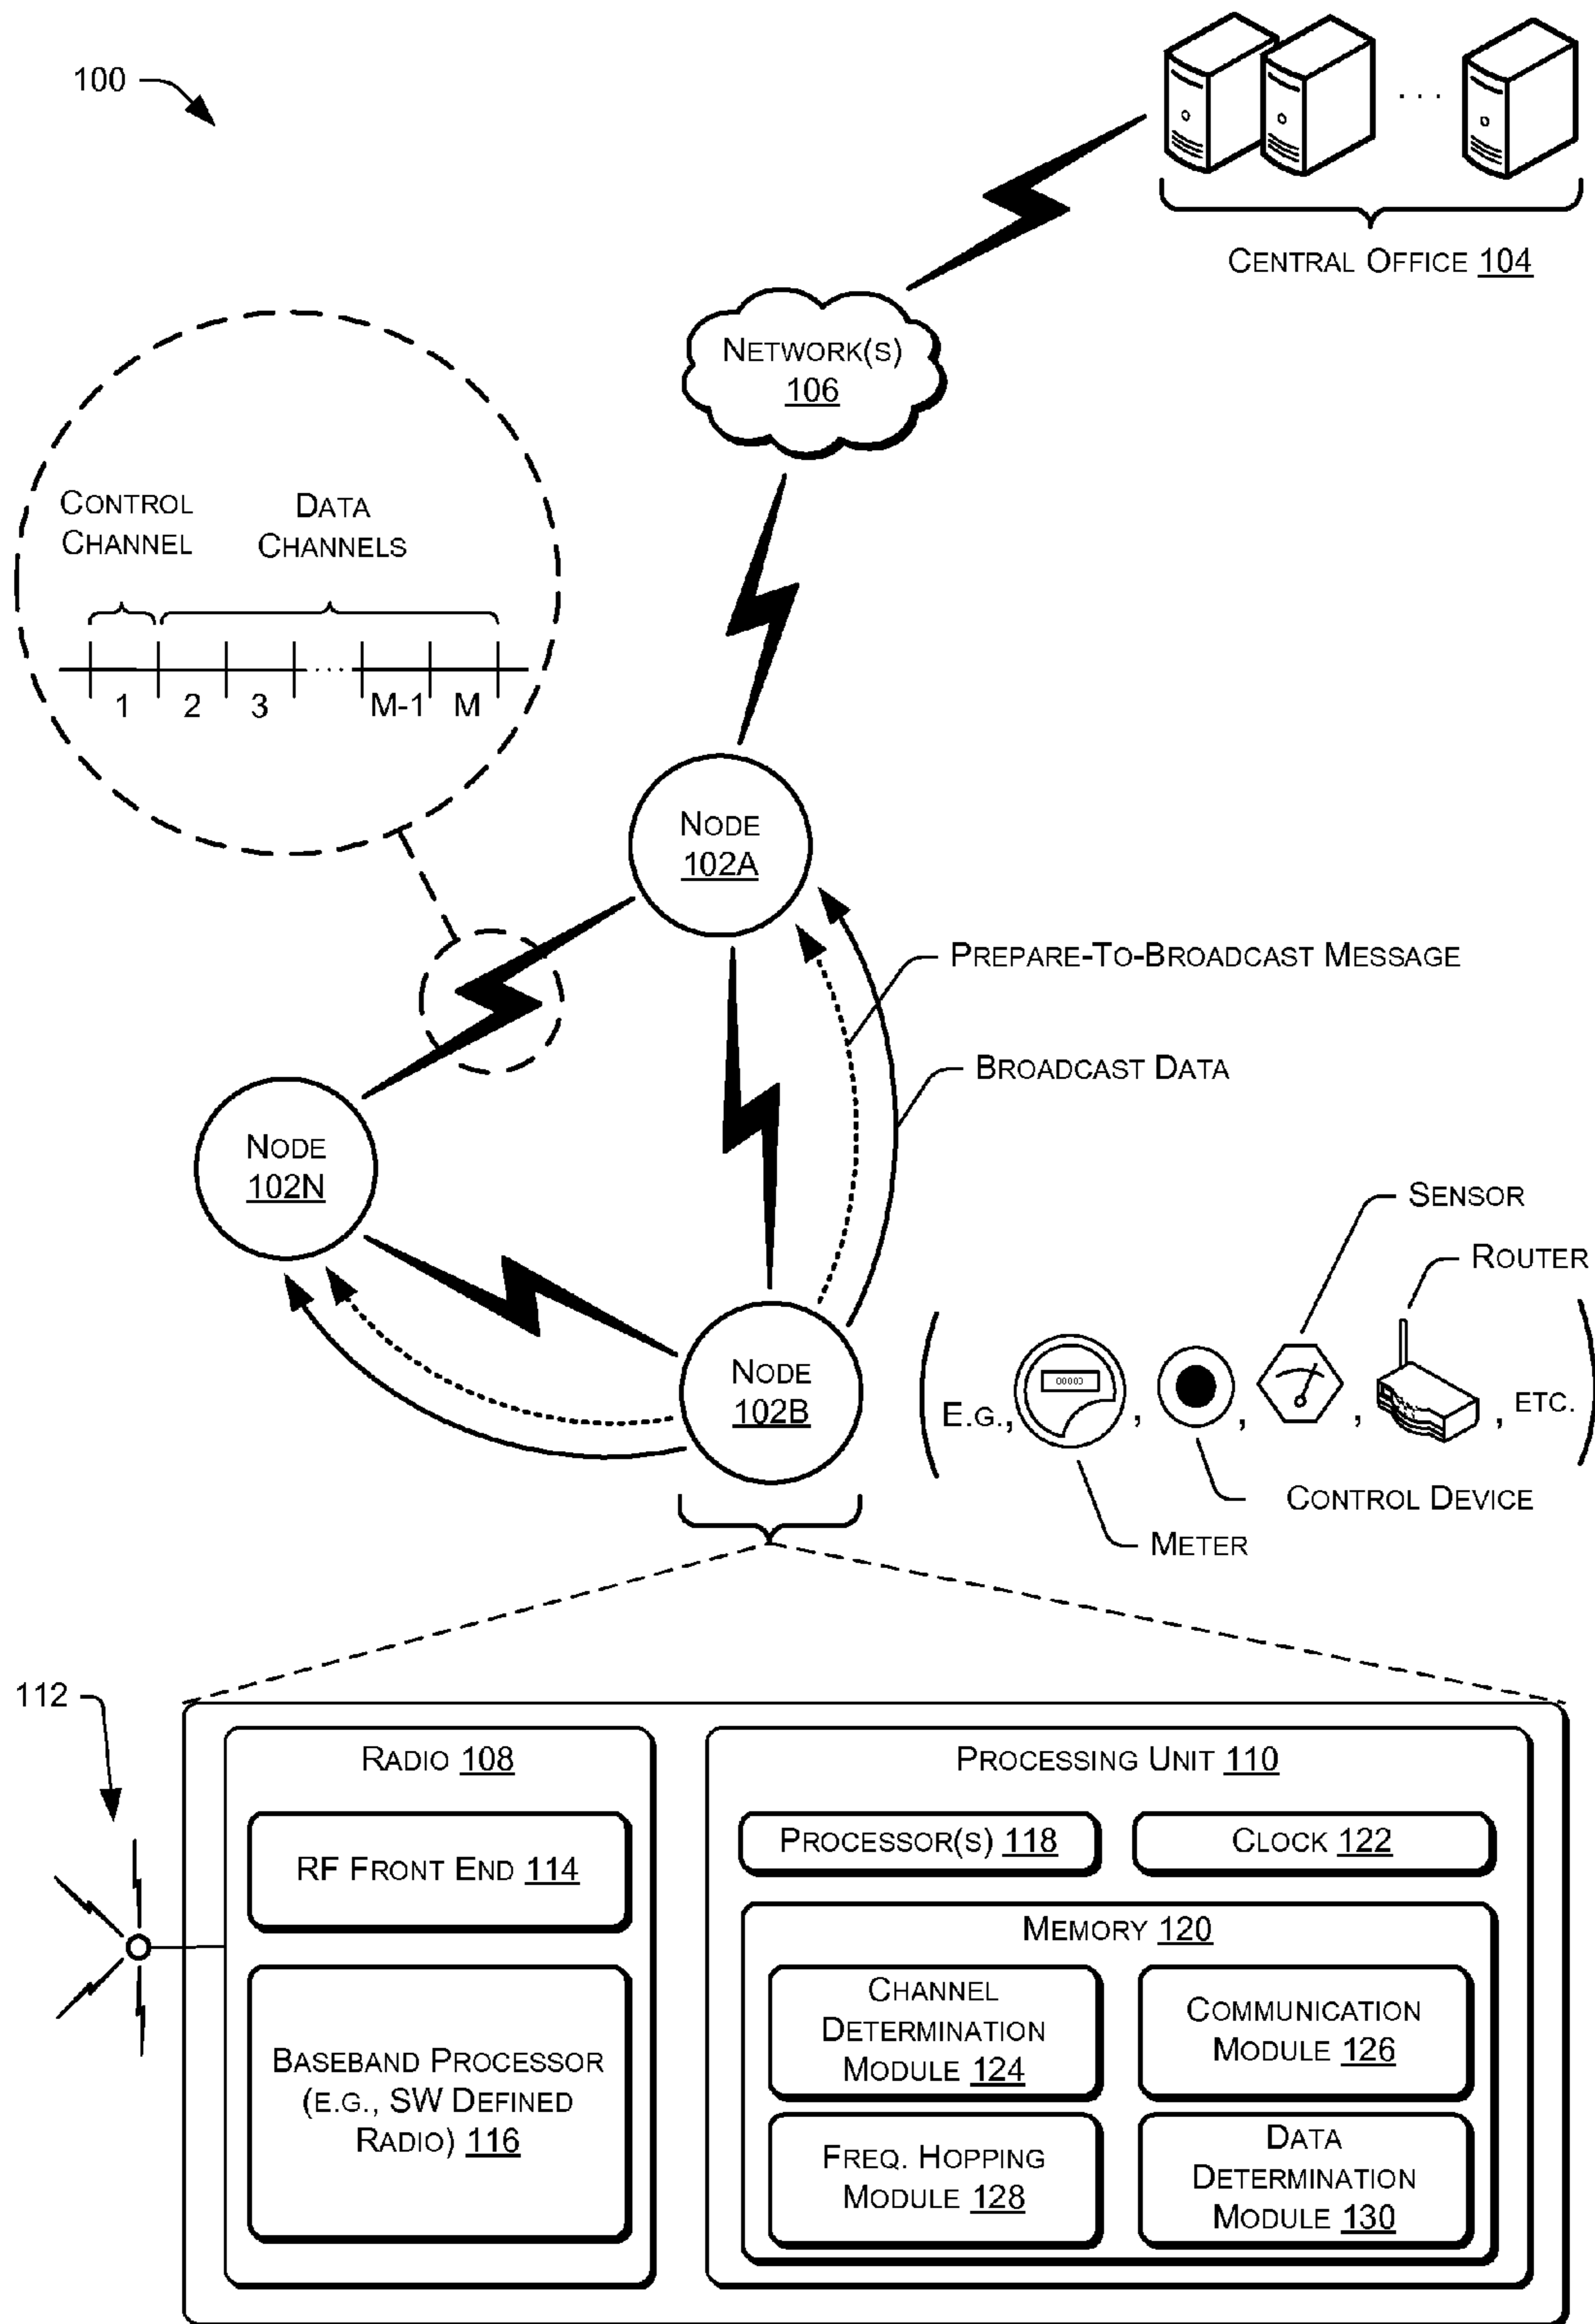 100
CENTRAL OFFICE 104
NETWORK(S)
106
CONTROL
CHANNEL
DATA
CHANNELS
1 2 3 ... M-1 M
NODE
102A
PREPARE-TO-BROADCAST MESSAGE
BROADCAST DATA
NODE
102N
SENSOR
ROUTER
NODE
102B
(E.G., 00000 , , , , ETC.)
CONTROL DEVICE
METER
112
RADIO 108
RF FRONT END 114
BASEBAND PROCESSOR
(E.G., SW DEFINED
RADIO) 116
PROCESSING UNIT 110
PROCESSOR(S) 118
CLOCK 122
MEMORY 120
CHANNEL
DETERMINATION
MODULE 124
COMMUNICATION
MODULE 126
FREQ. HOPPING
MODULE 128
DATA
DETERMINATION
MODULE 130